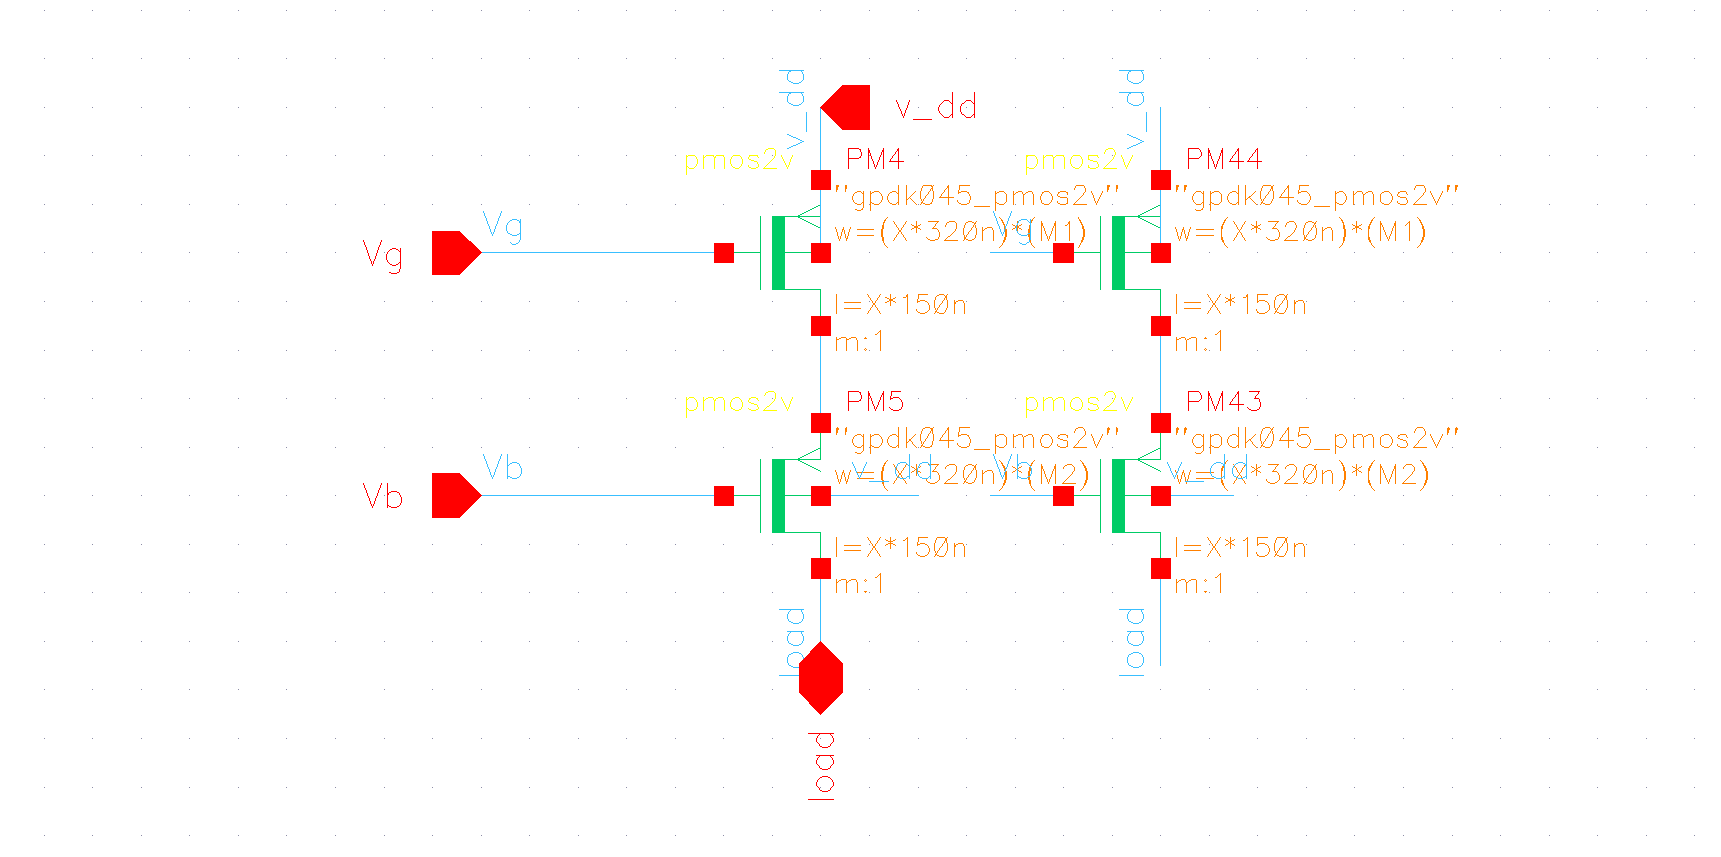 v_dd
v_dd
v_dd
pmos2v
PM4
pmos2v
PM44
"gpdk045_pmos2v"
"gpdk045_pmos2v"
Vg
Vg
Vg
w=(X*320n)*(M1)
w=(X*320n)*(M1)
l=X*150n
l=X*150n
m:1
m:1
pmos2v
PM5
pmos2v
PM43
"gpdk045_pmos2v"
"gpdk045_pmos2v"
Vb
Vb
v_dd
Vb
v_dd
w=(X*320n)*(M2)
w=(X*320n)*(M2)
l=X*150n
l=X*150n
m:1
m:1
load
load
load